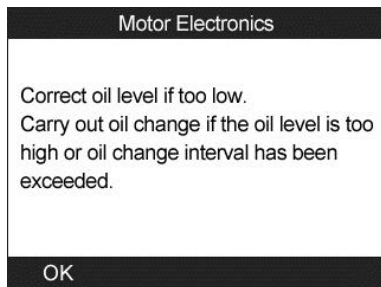 Motor Electronics
Correct oil level if too low.
Carry out oil change if the oil level is too
high or oil change interval has been
exceeded.
OK